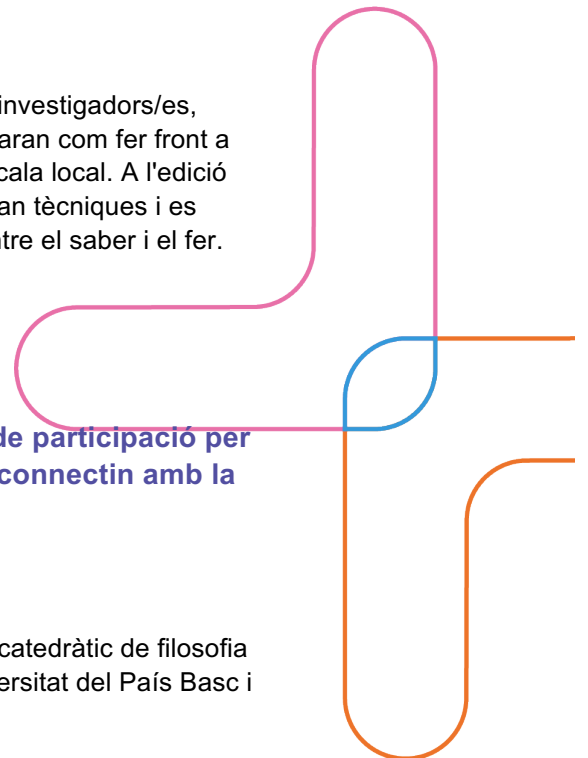 investigadors/es,
aran com fer front a
cala local. A l'edició
an tècniques i es
ntre el saber i el fer.
de participació per
connectin amb la
catedràtic de filosofia
ersitat del País Basc i